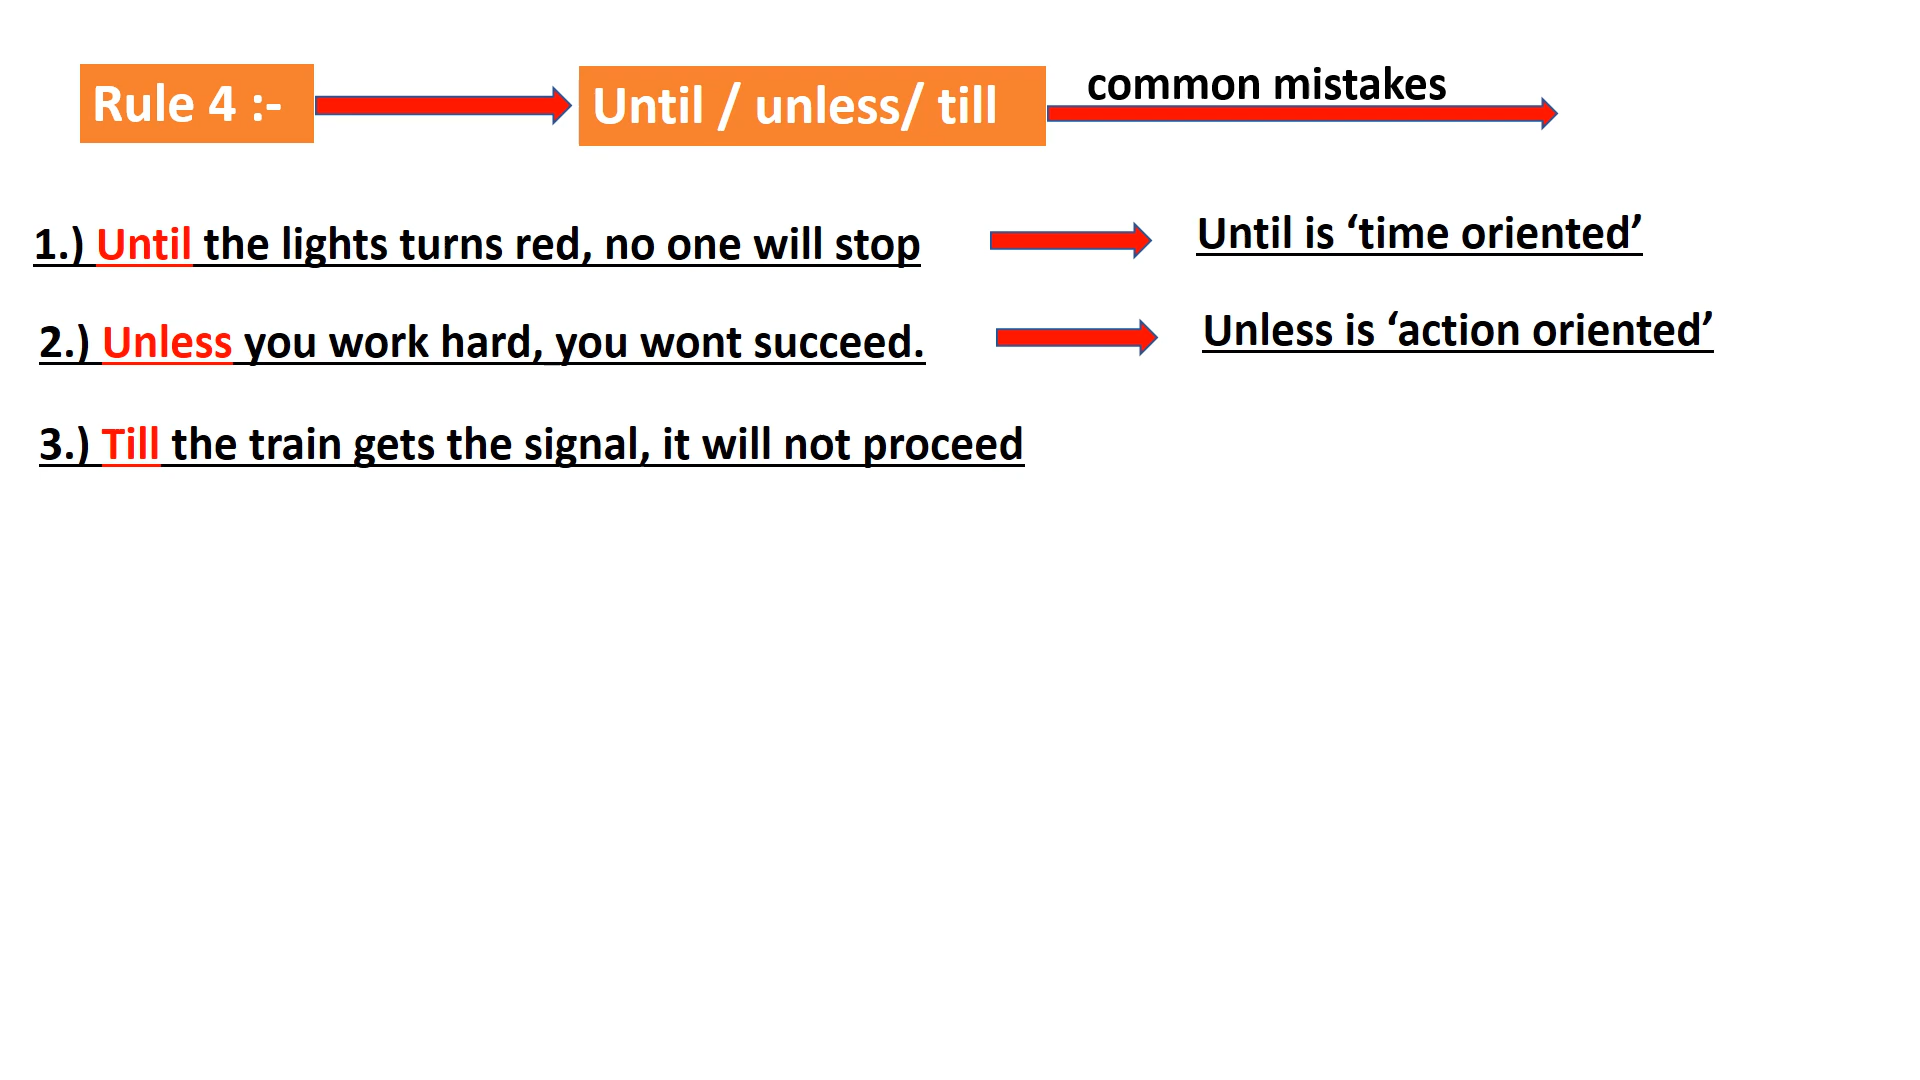 Rule 4 :-
Until / unless/ till
common mistakes
1.) Until the lights turns red, no one will stop
Until is ‘time oriented’
2.) Unless you work hard, you wont succeed.
Unless is ‘action oriented’
3.) Till the train gets the signal, it will not proceed